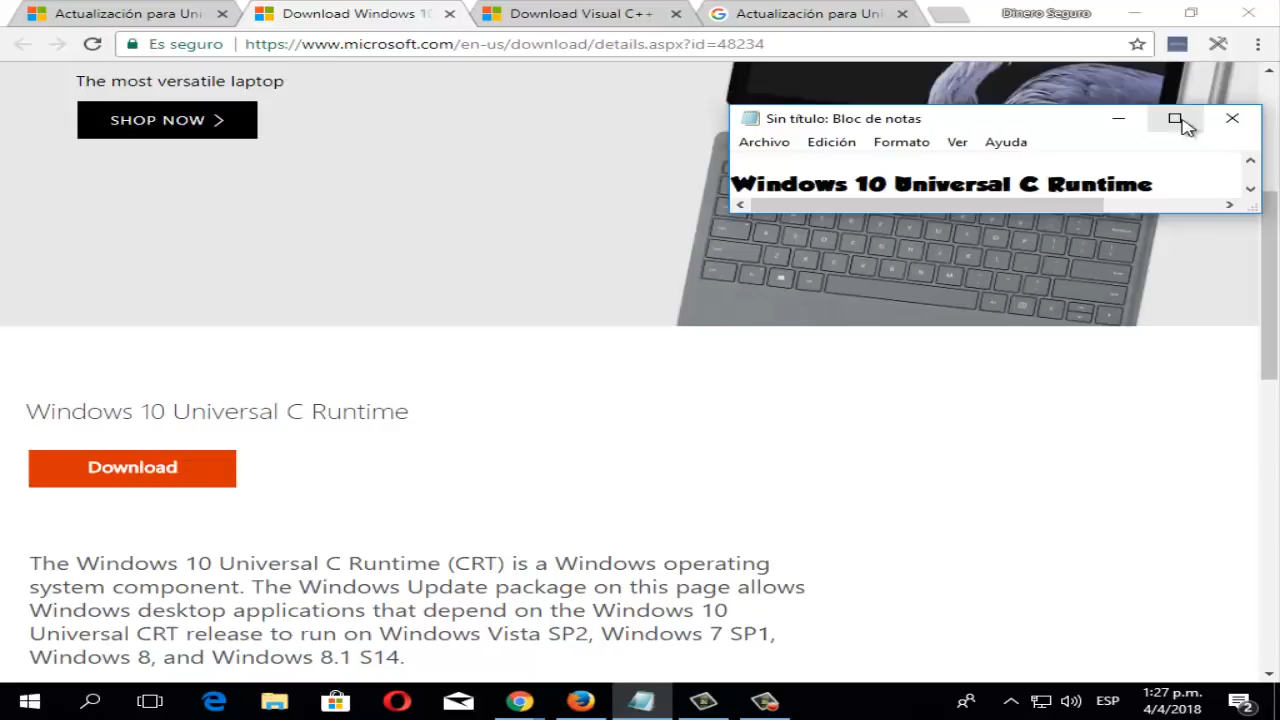 Actualización para Uni
Download Windows 10
Download Visual C++
Actualización para Uni
Dinero Seguro
Es seguro
https://www.microsoft.com/en-us/download/details.aspx?id=48234
The most versatile laptop
SHOP NOW
Sin título: Bloc de notas
Archivo Edición Formato Ver Ayuda
Windows 10 Universal C Runtime
Windows 10 Universal C Runtime
Download
The Windows 10 Universal C Runtime (CRT) is a Windows operating
system component. The Windows Update package on this page allows
Windows desktop applications that depend on the Windows 10
Universal CRT release to run on Windows Vista SP2, Windows 7 SP1,
Windows 8, and Windows 8.1 S14.
ESP
1:27 p.m.
4/4/2018
2